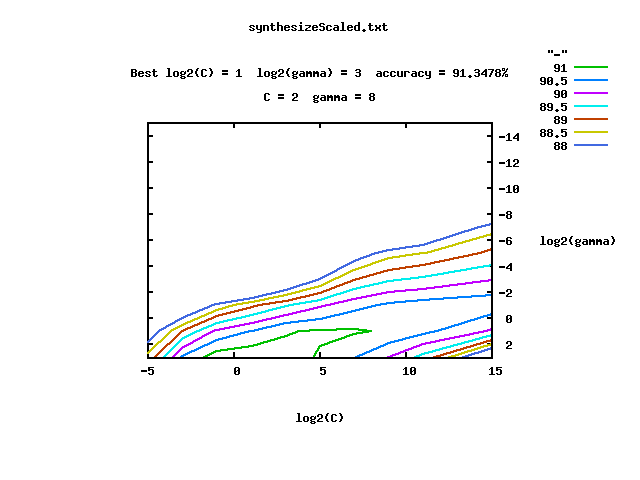 synthesizeScaled.txt
"-"
Best log2(C) = 1  log2(gamma) = 3  accuracy = 91.3478%
C = 2  gamma = 8
91
90.5
90
89.5
89
88.5
88
-14
-12
-10
-8
-6
log2(gamma)
-4
-2
0
2
-5 0 5 10 15
log2(C)